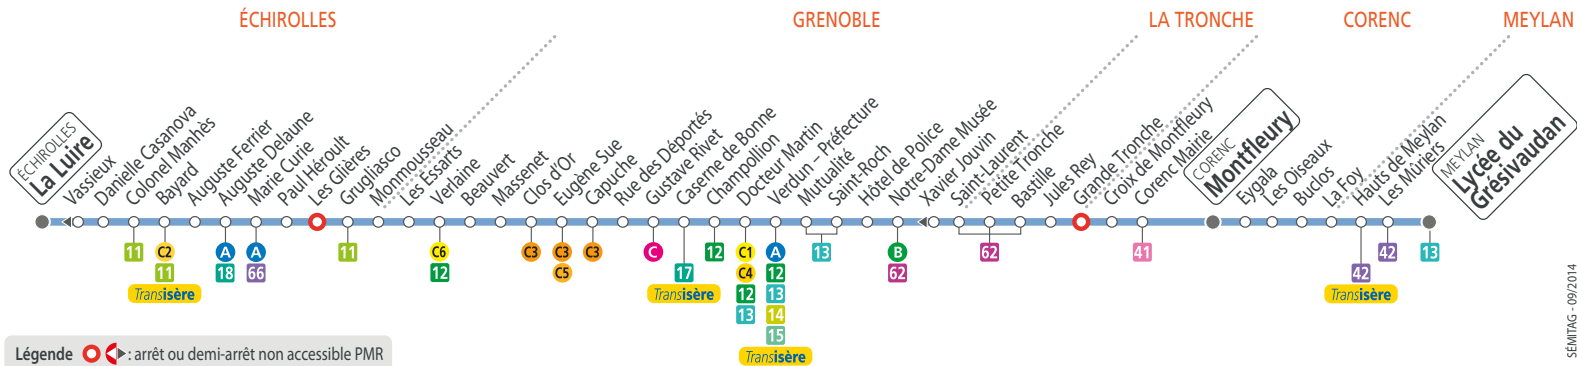 ÉCHIROLLES
GRENOBLE
LA TRONCHE
CORENC
MEYLAN
ÉCHIROLLES
La Luire
Vassieux
Danielle Casanova
Colonel Manhès
Bayard
Auguste Ferrier
Auguste Delaune
Marie Curie
Paul Héroult
Les Glières
Grugliasco
Monmousseau
Les Essarts
Verlaine
Beauvert
Massenet
Clos d'Or
Eugène Sue
Capuche
Rue des Déportés
Gustave Rivet
Caserne de Bonne
Championnet
Docteur Martin
Verdun – Préfecture
Mutualité
Saint-Roch
Hôtel de Police
Notre-Dame Musée
Xavier Jouvin
Saint-Laurent
Petite Tronche
Bastille
Jules Rey
Grande Tronche
Croix de Montfleury
Corenc Mairie
CORENC
Montfleury
Eygala
Les Oiseaux
Buclos
La Foy
Hauts de Meylan
Les Mûriers
MEYLAN
Lycée du
Grésivaudan
11
C2
11
Transisère
A
18
A
66
11
C6
12
C3
C3
C5
C3
C
17
Transisère
12
C1
C4
12
13
A
12
13
14
15
Transisère
13
B
62
62
41
42
Transisère
42
13
Légende : arrêt ou demi-arrêt non accessible PMR
SÉMITAG - 09/2014